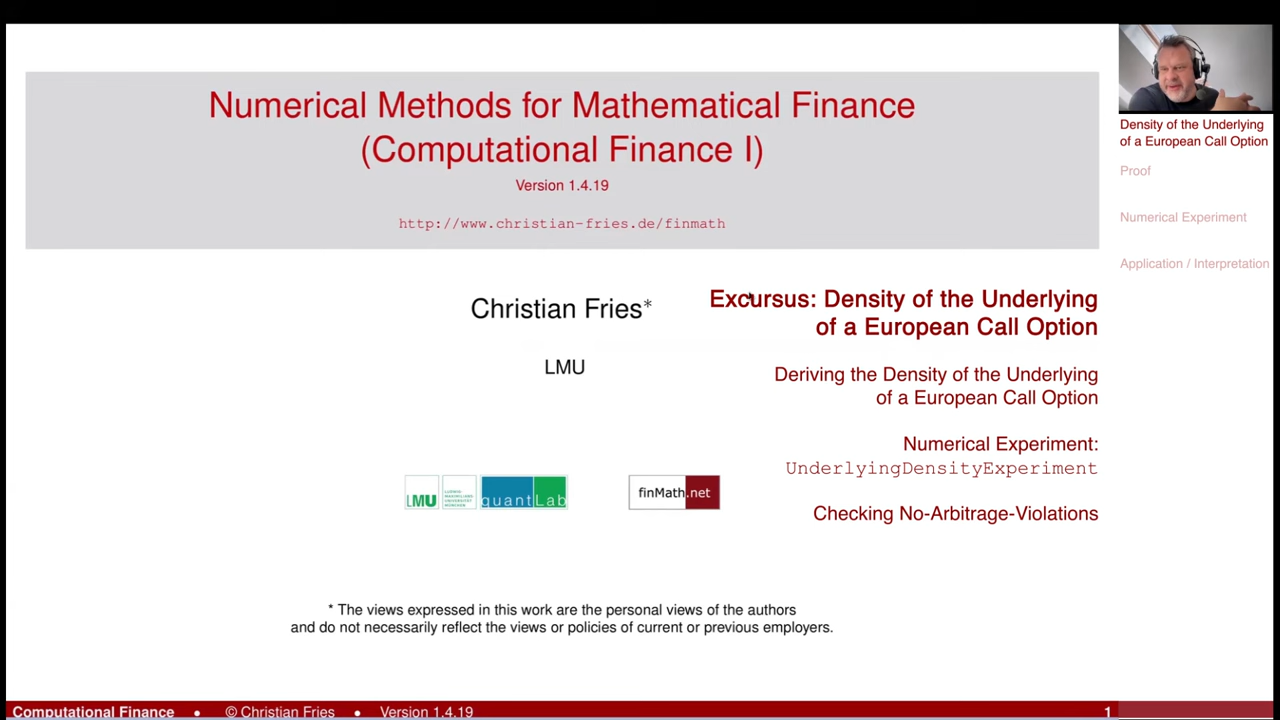 Numerical Methods for Mathematical Finance
(Computational Finance I)
Version 1.4.19
http://www.christian-fries.de/finmath
Christian Fries*
LMU
Excursus: Density of the Underlying
of a European Call Option
Deriving the Density of the Underlying
of a European Call Option
Numerical Experiment:
UnderlyingDensityExperiment
Checking No-Arbitrage-Violations
LMU
LUDWIG-
MAXIMILIANS-
UNIVERSITÄT
MÜNCHEN
quantLab
finMath.net
* The views expressed in this work are the personal views of the authors
and do not necessarily reflect the views or policies of current or previous employers.
Density of the Underlying
of a European Call Option
Proof
Numerical Experiment
Application / Interpretation
Computational Finance • © Christian Fries • Version 1.4.19 1